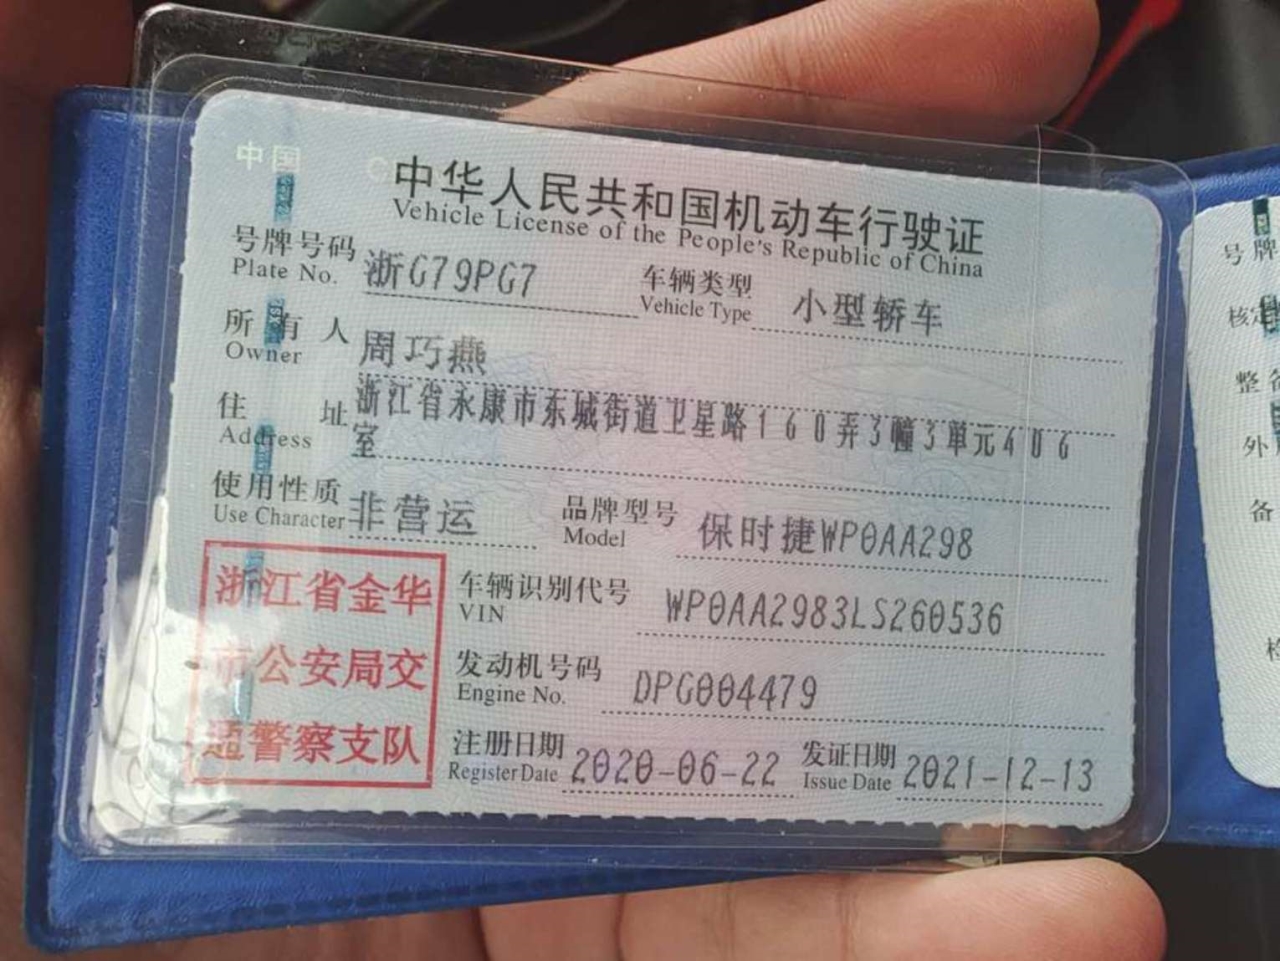 中国
中华人民共和国机动车行驶证
Vehicle License of the People's Republic of China
号牌号码 浙G79PG7 车辆类型 小型轿车
Plate No. Vehicle Type
所有人 周巧燕
Owner
住址 浙江省永康市东城街道卫星路160弄3幢3单元406
Address 室
使用性质 非营运 品牌型号 保时捷WP0AA298
Use Character Model
浙江省金华
市公安局交
通警察支队
车辆识别代号 WP0AA2983LS260536
VIN
发动机号码 DPG004479
Engine No.
注册日期 2020-06-22 发证日期 2021-12-13
Register Date Issue Date
号牌
核定
整
外
备